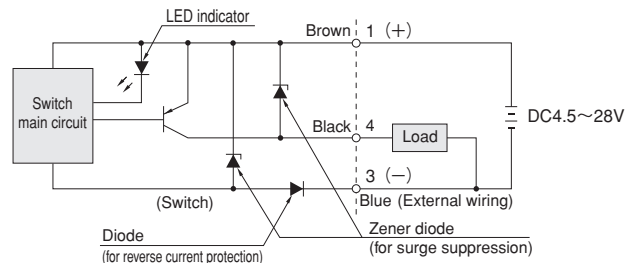 LED indicator
Brown 1 (+)
Switch
main circuit
DC4.5～28V
Black 4 Load
3 (−)
(Switch) Blue (External wiring)
Diode
(for reverse current protection)
Zener diode
(for surge suppression)